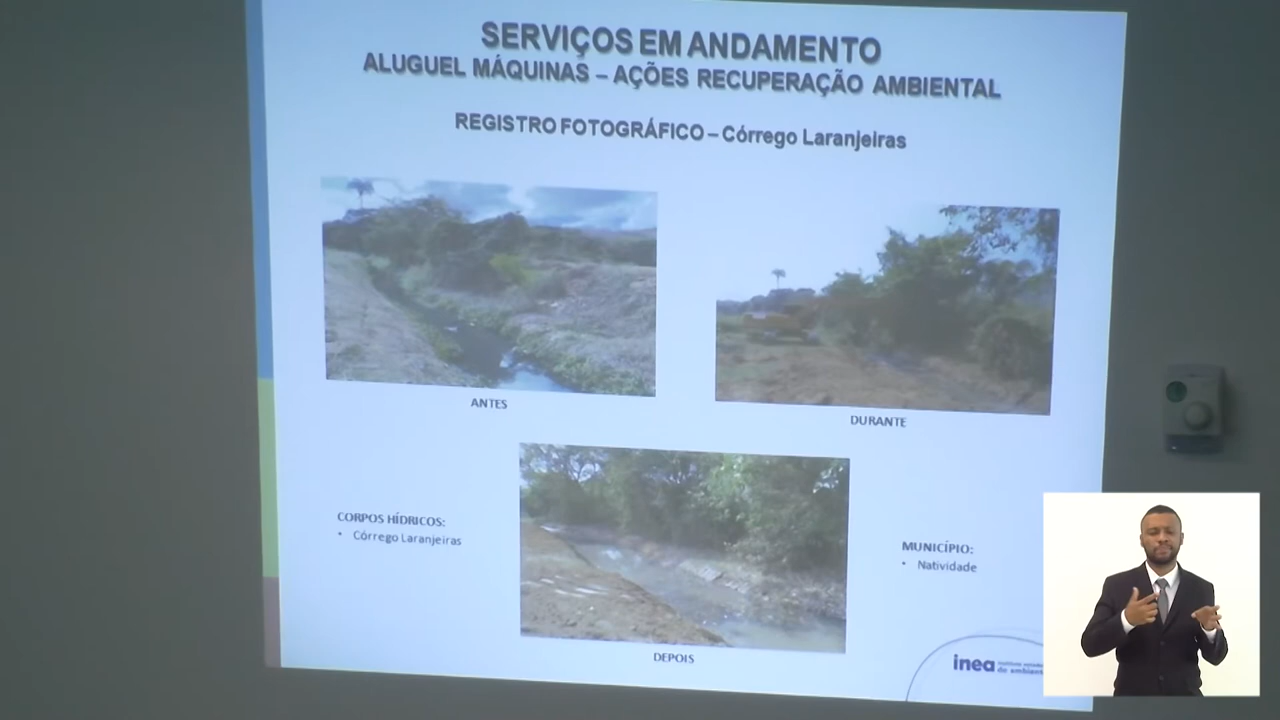 SERVIÇOS EM ANDAMENTO
ALUGUEL MÁQUINAS – AÇÕES RECUPERAÇÃO AMBIENTAL
REGISTRO FOTOGRÁFICO – Córrego Laranjeiras
ANTES
DURANTE
CORPOS HÍDRICOS:
• Córrego Laranjeiras
MUNICÍPIO:
• Natividade
DEPOIS
inea